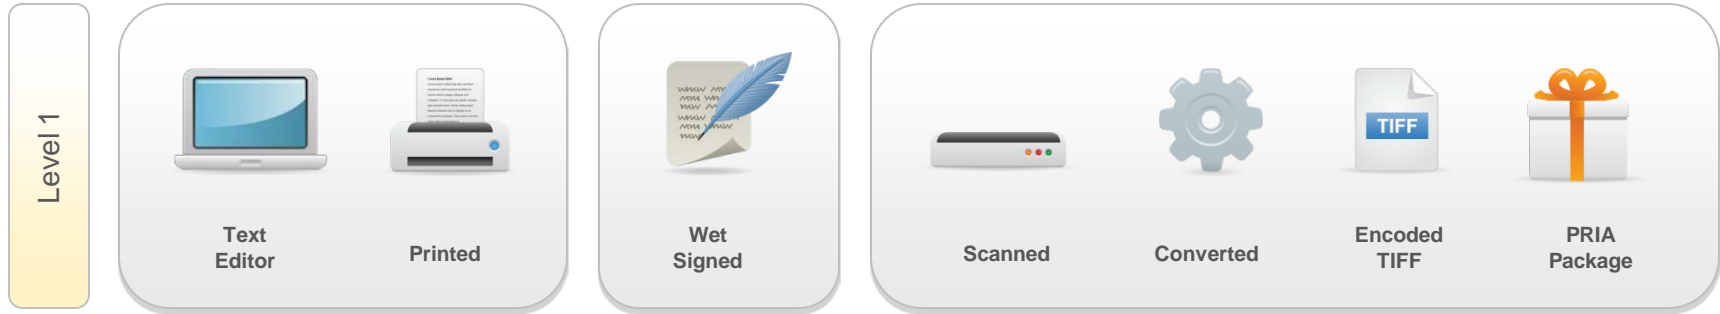 Level 1
Text
Editor
Printed
Wet
Signed
Scanned
Converted
TIFF
Encoded
TIFF
PRIA
Package